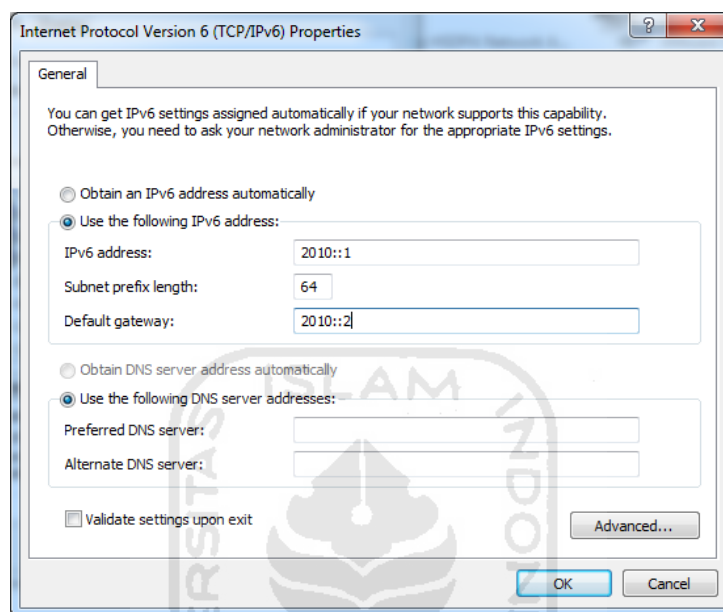 Internet Protocol Version 6 (TCP/IPv6) Properties
General
You can get IPv6 settings assigned automatically if your network supports this capability.
Otherwise, you need to ask your network administrator for the appropriate IPv6 settings.
Obtain an IPv6 address automatically
Use the following IPv6 address:
IPv6 address: 2010::1
Subnet prefix length: 64
Default gateway: 2010::2
Obtain DNS server address automatically
Use the following DNS server addresses:
Preferred DNS server:
Alternate DNS server:
Validate settings upon exit
Advanced...
OK Cancel
ISLAM